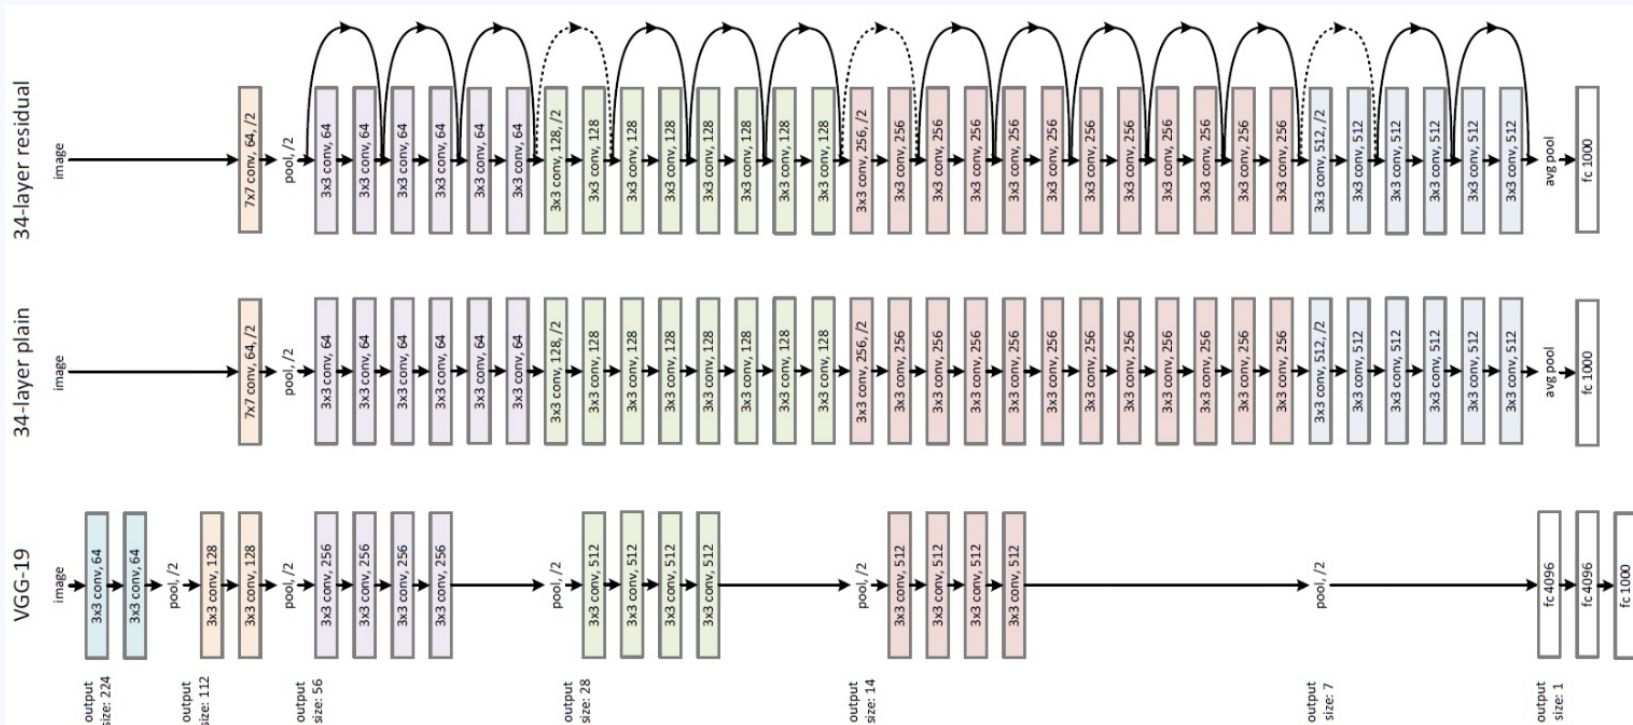 34-layer residual
image
7x7 conv, 64, /2
pool, /2
3x3 conv, 64
3x3 conv, 64
3x3 conv, 64
3x3 conv, 64
3x3 conv, 64
3x3 conv, 64
3x3 conv, 128, /2
3x3 conv, 128
3x3 conv, 128
3x3 conv, 128
3x3 conv, 128
3x3 conv, 128
3x3 conv, 128
3x3 conv, 128
3x3 conv, 256, /2
3x3 conv, 256
3x3 conv, 256
3x3 conv, 256
3x3 conv, 256
3x3 conv, 256
3x3 conv, 256
3x3 conv, 256
3x3 conv, 256
3x3 conv, 256
3x3 conv, 256
3x3 conv, 256
3x3 conv, 512, /2
3x3 conv, 512
3x3 conv, 512
3x3 conv, 512
3x3 conv, 512
3x3 conv, 512
avg pool
fc 1000
34-layer plain
image
7x7 conv, 64, /2
pool, /2
3x3 conv, 64
3x3 conv, 64
3x3 conv, 64
3x3 conv, 64
3x3 conv, 64
3x3 conv, 64
3x3 conv, 128, /2
3x3 conv, 128
3x3 conv, 128
3x3 conv, 128
3x3 conv, 128
3x3 conv, 128
3x3 conv, 128
3x3 conv, 128
3x3 conv, 256, /2
3x3 conv, 256
3x3 conv, 256
3x3 conv, 256
3x3 conv, 256
3x3 conv, 256
3x3 conv, 256
3x3 conv, 256
3x3 conv, 256
3x3 conv, 256
3x3 conv, 256
3x3 conv, 256
3x3 conv, 512, /2
3x3 conv, 512
3x3 conv, 512
3x3 conv, 512
3x3 conv, 512
3x3 conv, 512
avg pool
fc 1000
VGG-19
image
3x3 conv, 64
3x3 conv, 64
pool, /2
3x3 conv, 128
3x3 conv, 128
pool, /2
3x3 conv, 256
3x3 conv, 256
3x3 conv, 256
3x3 conv, 256
pool, /2
3x3 conv, 512
3x3 conv, 512
3x3 conv, 512
3x3 conv, 512
pool, /2
3x3 conv, 512
3x3 conv, 512
3x3 conv, 512
3x3 conv, 512
pool, /2
fc 4096
fc 4096
fc 1000
output
size: 224
output
size: 112
output
size: 56
output
size: 28
output
size: 14
output
size: 7
output
size: 1